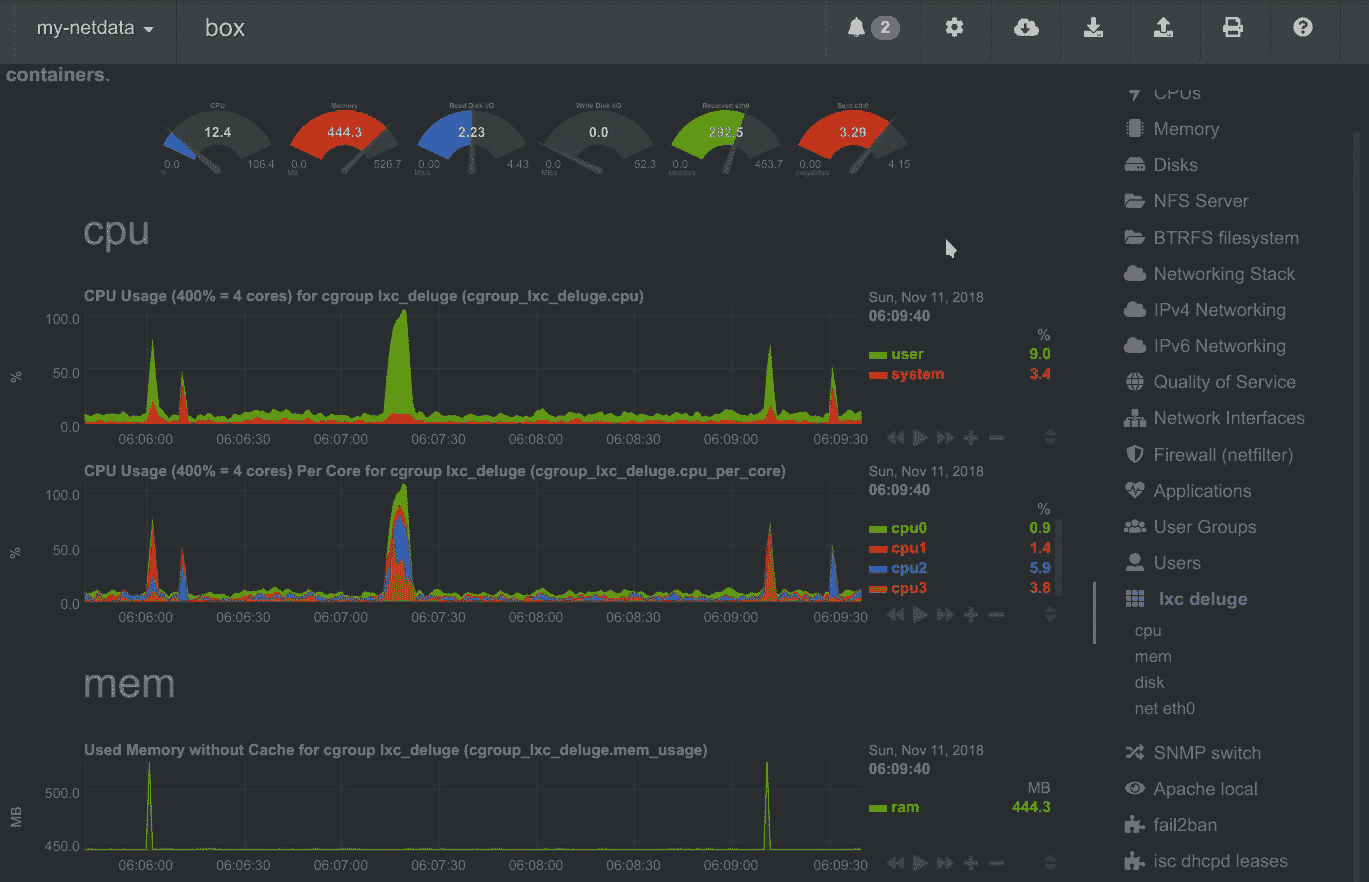 my-netdata
box
2
containers.
CPU
12.4
0.0
106.4
%
Memory
444.3
0.0
526.7
MB
Read Disk I/O
2.23
0.00
4.43
MB/s
Write Disk I/O
0.0
0.0
52.3
MB/s
Received eth0
292.5
0.0
453.7
kilobits/s
Sent eth0
3.29
0.00
4.15
megabits/s
cpu
CPU Usage (400% = 4 cores) for cgroup lxc_deluge (cgroup_lxc_deluge.cpu)
100.0
50.0
0.0
%
06:06:00 06:06:30 06:07:00 06:07:30 06:08:00 06:08:30 06:09:00 06:09:30
Sun, Nov 11, 2018
06:09:40
%
user 9.0
system 3.4
CPU Usage (400% = 4 cores) Per Core for cgroup lxc_deluge (cgroup_lxc_deluge.cpu_per_core)
100.0
50.0
0.0
%
06:06:00 06:06:30 06:07:00 06:07:30 06:08:00 06:08:30 06:09:00 06:09:30
Sun, Nov 11, 2018
06:09:40
%
cpu0 0.9
cpu1 1.4
cpu2 5.9
cpu3 3.8
mem
Used Memory without Cache for cgroup lxc_deluge (cgroup_lxc_deluge.mem_usage)
500.0
450.0
MB
06:06:00 06:06:30 06:07:00 06:07:30 06:08:00 06:08:30 06:09:00 06:09:30
Sun, Nov 11, 2018
06:09:40
MB
ram 444.3
CPUs
Memory
Disks
NFS Server
BTRFS filesystem
Networking Stack
IPv4 Networking
IPv6 Networking
Quality of Service
Network Interfaces
Firewall (netfilter)
Applications
User Groups
Users
lxc deluge
cpu
mem
disk
net eth0
SNMP switch
Apache local
fail2ban
isc dhcpd leases